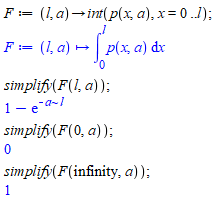 F := (l, a)→int(p(x, a), x = 0 ..l);
F := (l, a) ↦ ∫₀ˡ p(x, a) dx
simplify(F(l, a));
1 − e^(−a~ l)
simplify(F(0, a));
0
simplify(F(infinity, a));
1